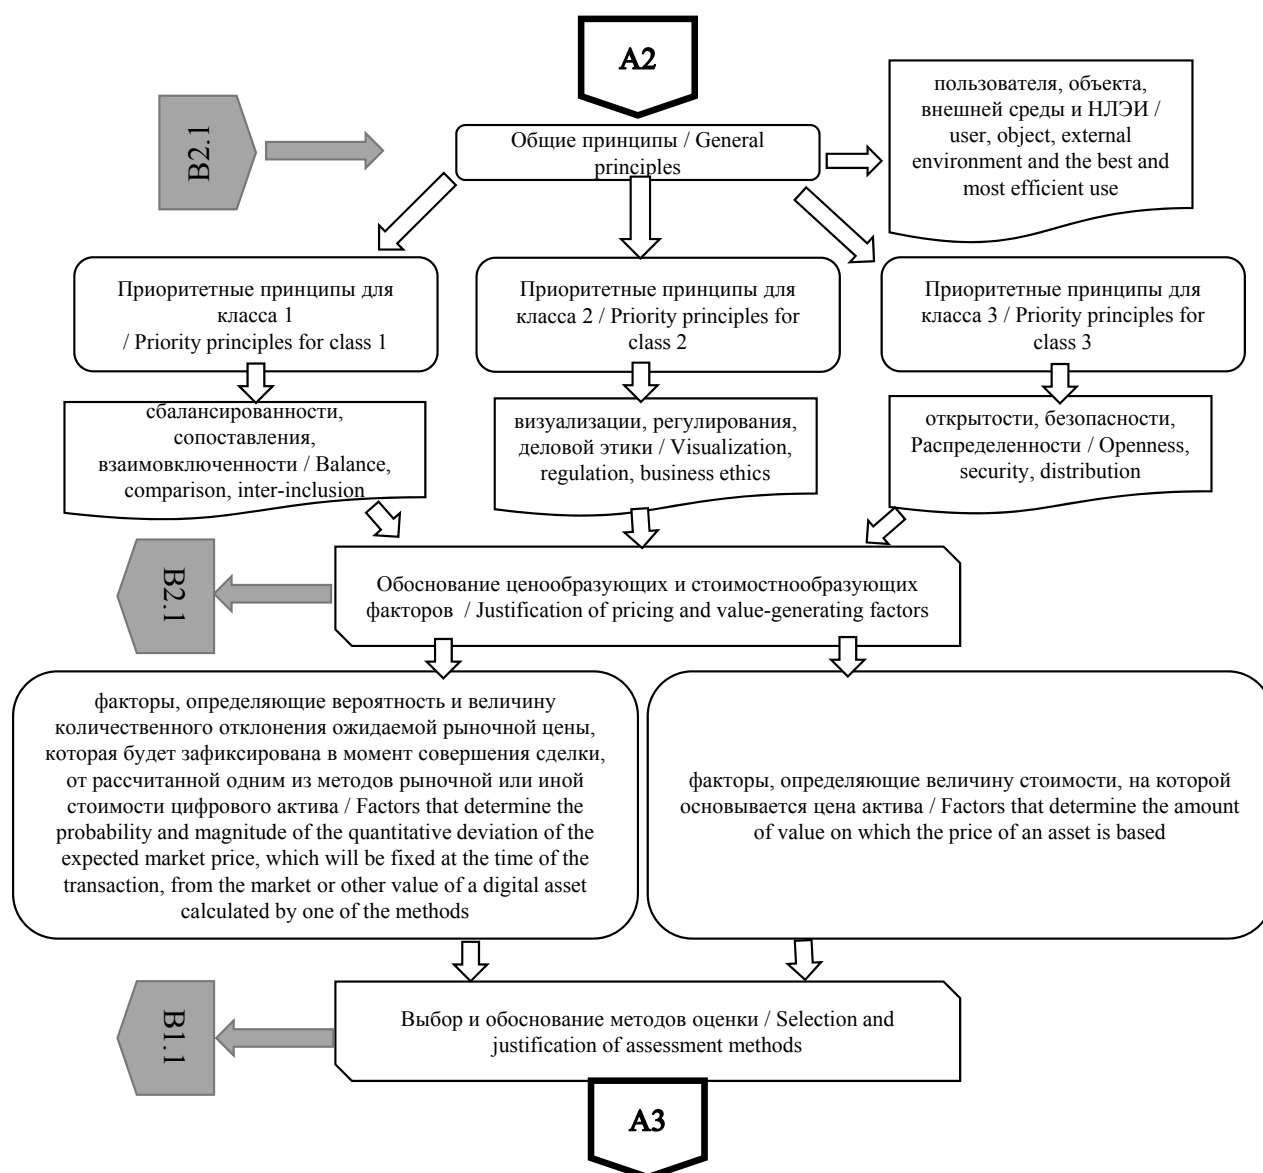 A2
B2.1
Общие принципы / General
principles
пользователя, объекта,
внешней среды и НЛЭИ /
user, object, external
environment and the best and
most efficient use
Приоритетные принципы для
класса 1
/ Priority principles for class 1
Приоритетные принципы для
класса 2 / Priority principles for
class 2
Приоритетные принципы для
класса 3 / Priority principles for
class 3
сбалансированности,
сопоставления,
взаимовключенности / Balance,
comparison, inter-inclusion
визуализации, регулирования,
деловой этики / Visualization,
regulation, business ethics
открытости, безопасности,
Распределенности / Openness,
security, distribution
B2.1
Обоснование ценообразующих и стоимостнообразующих
факторов / Justification of pricing and value-generating factors
факторы, определяющие вероятность и величину
количественного отклонения ожидаемой рыночной цены,
которая будет зафиксирована в момент совершения сделки,
от рассчитанной одним из методов рыночной или иной
стоимости цифрового актива / Factors that determine the
probability and magnitude of the quantitative deviation of the
expected market price, which will be fixed at the time of the
transaction, from the market or other value of a digital asset
calculated by one of the methods
факторы, определяющие величину стоимости, на которой
основывается цена актива / Factors that determine the amount
of value on which the price of an asset is based
B1.1
Выбор и обоснование методов оценки / Selection and
justification of assessment methods
A3